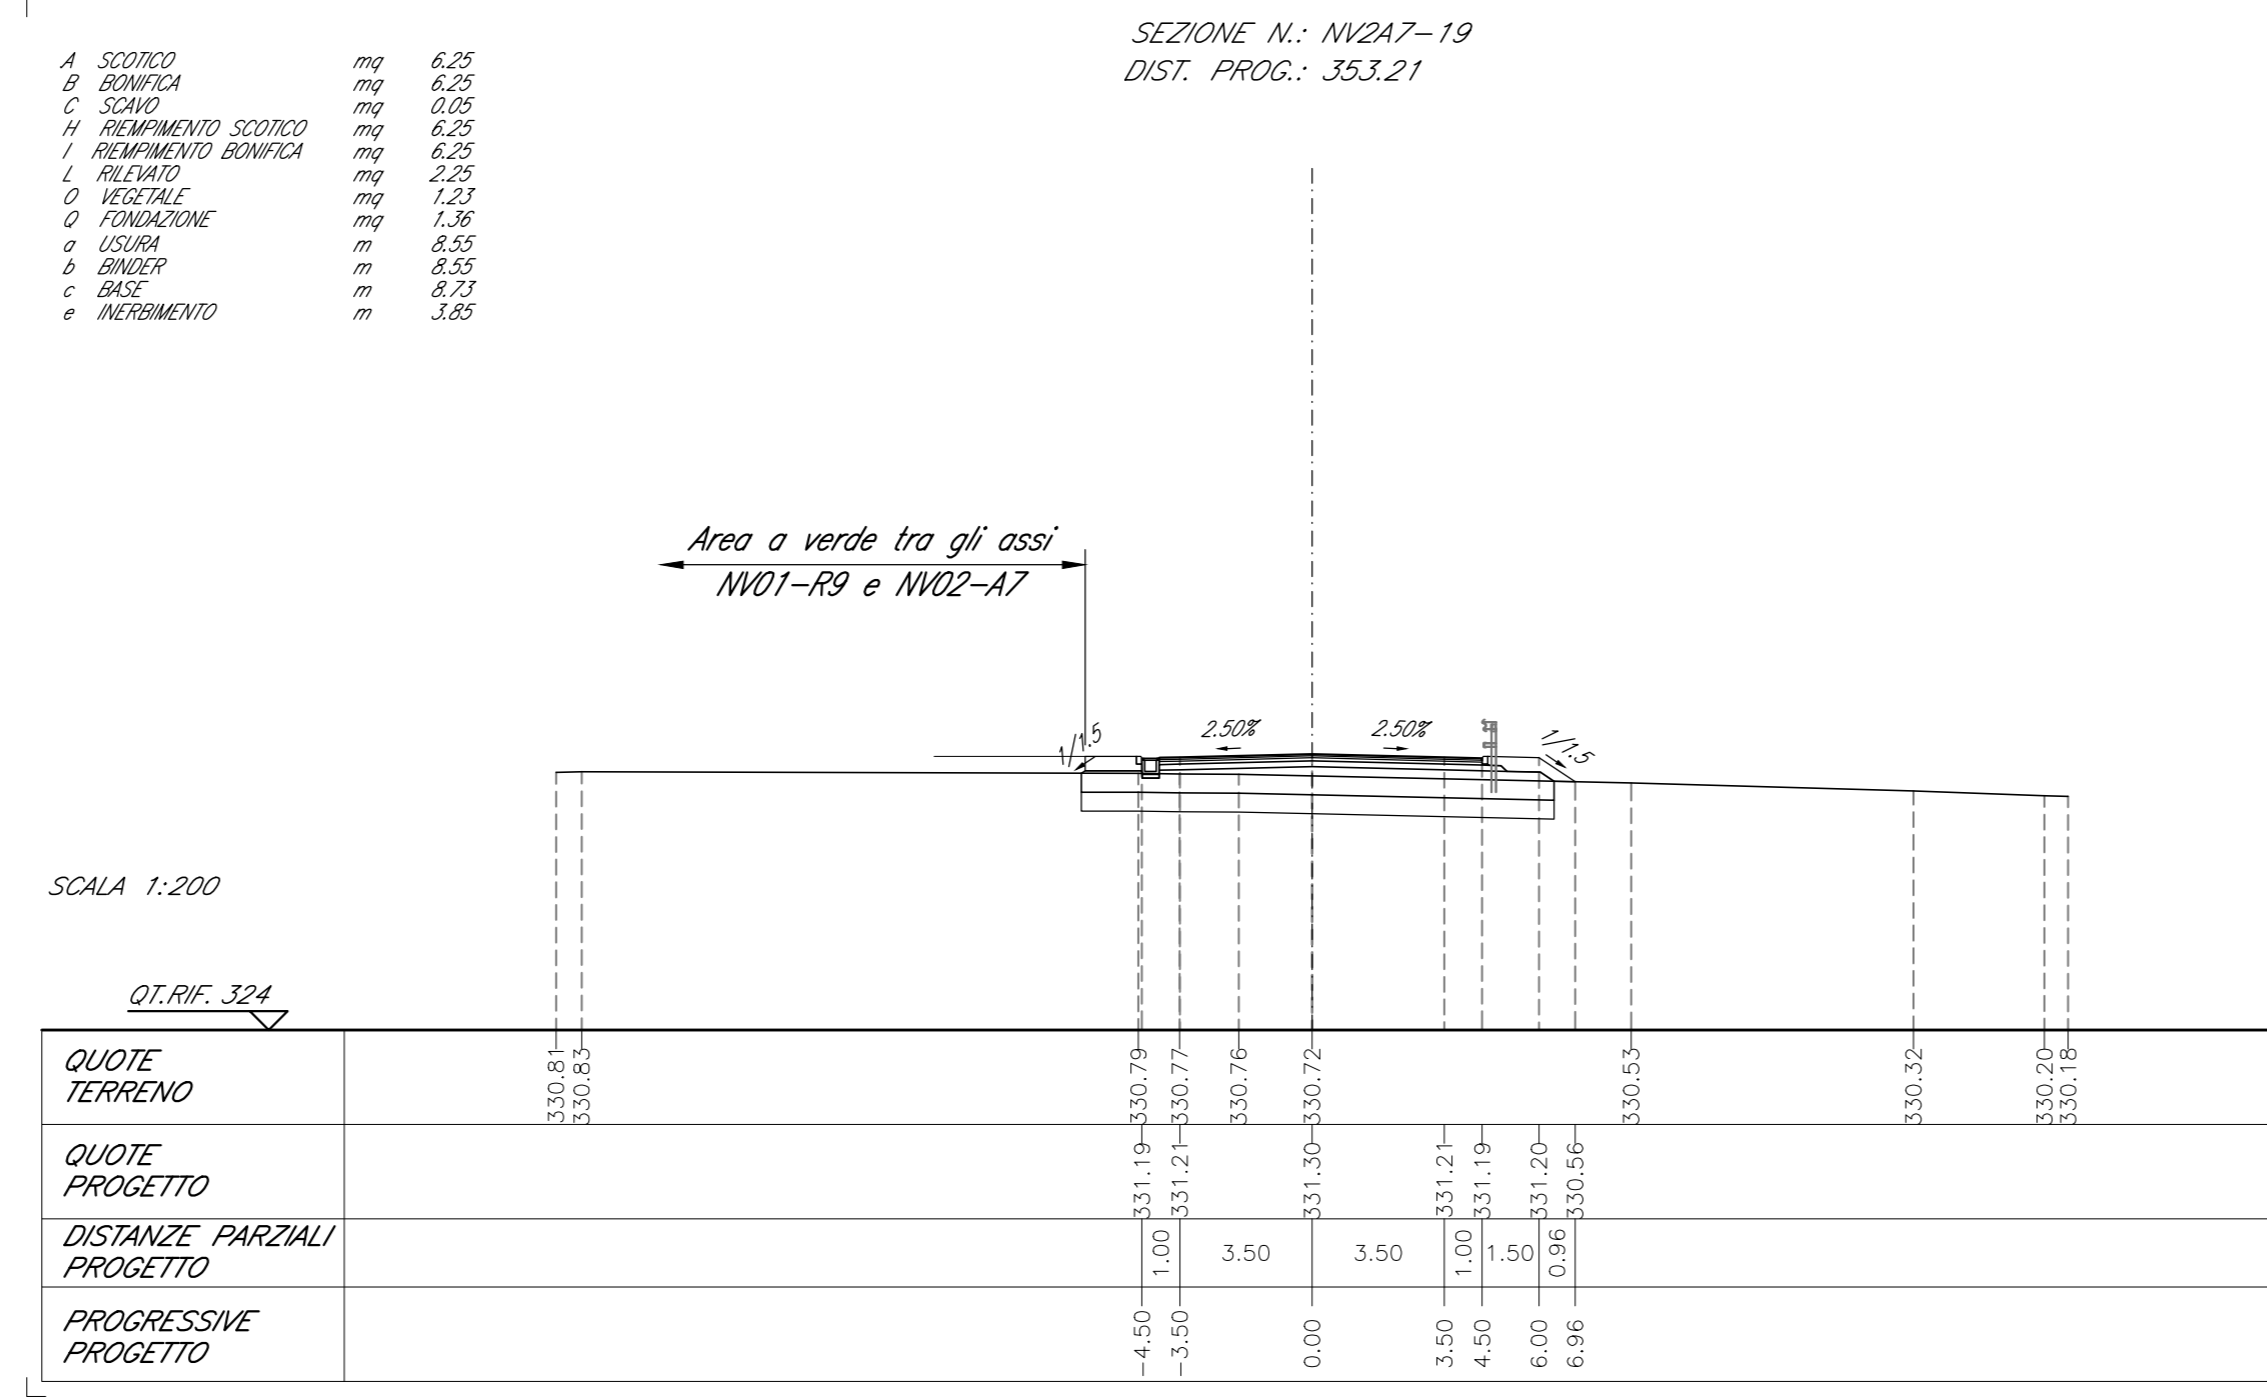 SEZIONE N.: NV2A7-19
DIST. PROG.: 353.21
A SCOTICO mq 6.25
B BONIFICA mq 6.25
C SCAVO mq 0.05
H RIEMPIMENTO SCOTICO mq 6.25
I RIEMPIMENTO BONIFICA mq 6.25
L RILEVATO mq 2.25
O VEGETALE mq 1.23
Q FONDAZIONE mq 1.36
a USURA m 8.55
b BINDER m 8.55
c BASE m 8.73
e INERBIMENTO m 3.85
Area a verde tra gli assi
NV01-R9 e NV02-A7
1/1.5
2.50%
2.50%
1/1.5
SCALA 1:200
QT.RIF. 324
QUOTE
TERRENO
330.81
330.83
330.79
330.77
330.76
330.72
330.53
330.32
330.20
330.18
QUOTE
PROGETTO
331.19
331.21
331.30
331.21
331.19
331.20
330.56
DISTANZE PARZIALI
PROGETTO
1.00
3.50
3.50
1.00
1.50
0.96
PROGRESSIVE
PROGETTO
-4.50
-3.50
0.00
3.50
4.50
6.00
6.96